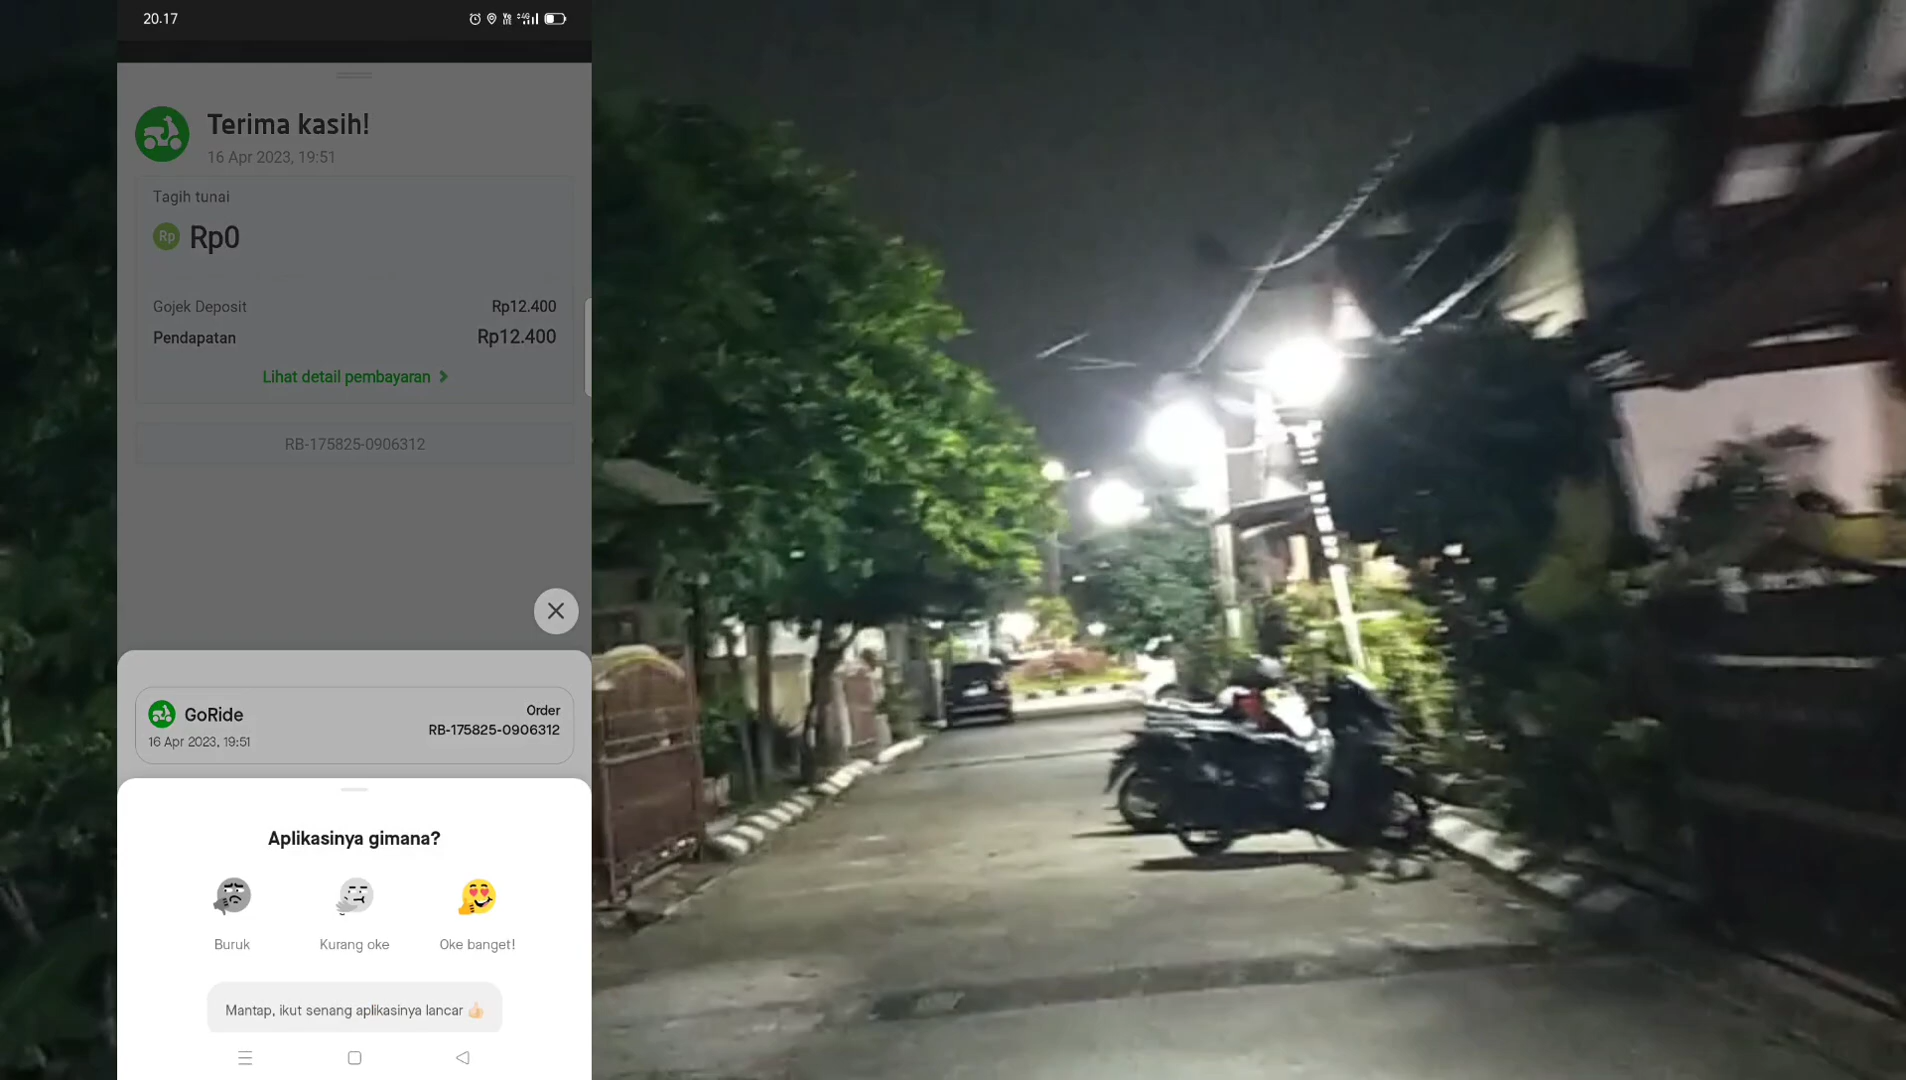 20.17
Terima kasih!
16 Apr 2023, 19:51
Tagih tunai
Rp Rp0
Gojek Deposit Rp12.400
Pendapatan Rp12.400
Lihat detail pembayaran
RB-175825-0906312
GoRide Order
16 Apr 2023, 19:51 RB-175825-0906312
Aplikasinya gimana?
Buruk Kurang oke Oke banget!
Mantap, ikut senang aplikasinya lancar 👍🏻